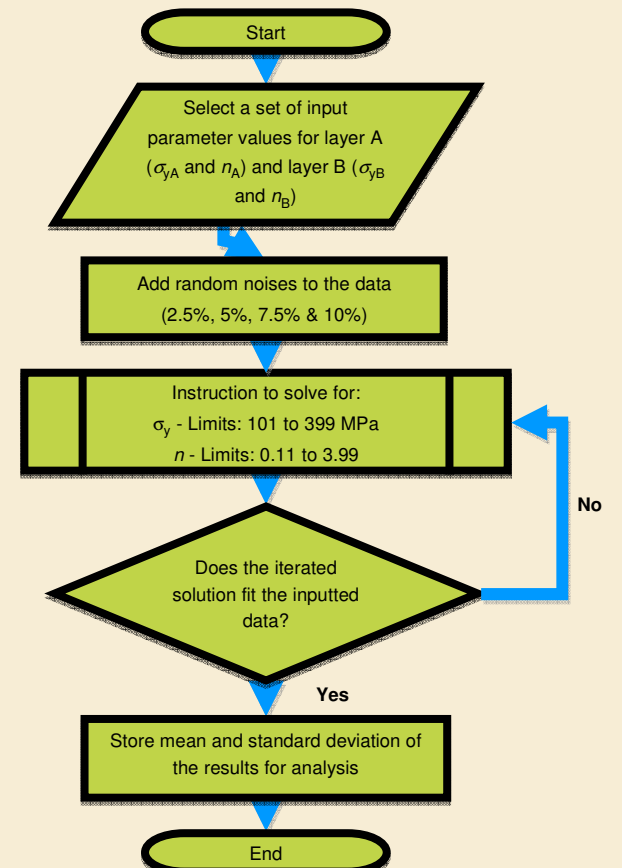 Start
Select a set of input
parameter values for layer A
(σyA and nA) and layer B (σyB
and nB)
Add random noises to the data
(2.5%, 5%, 7.5% & 10%)
Instruction to solve for:
σy - Limits: 101 to 399 MPa
n - Limits: 0.11 to 3.99
No
Does the iterated
solution fit the inputted
data?
Yes
Store mean and standard deviation of
the results for analysis
End